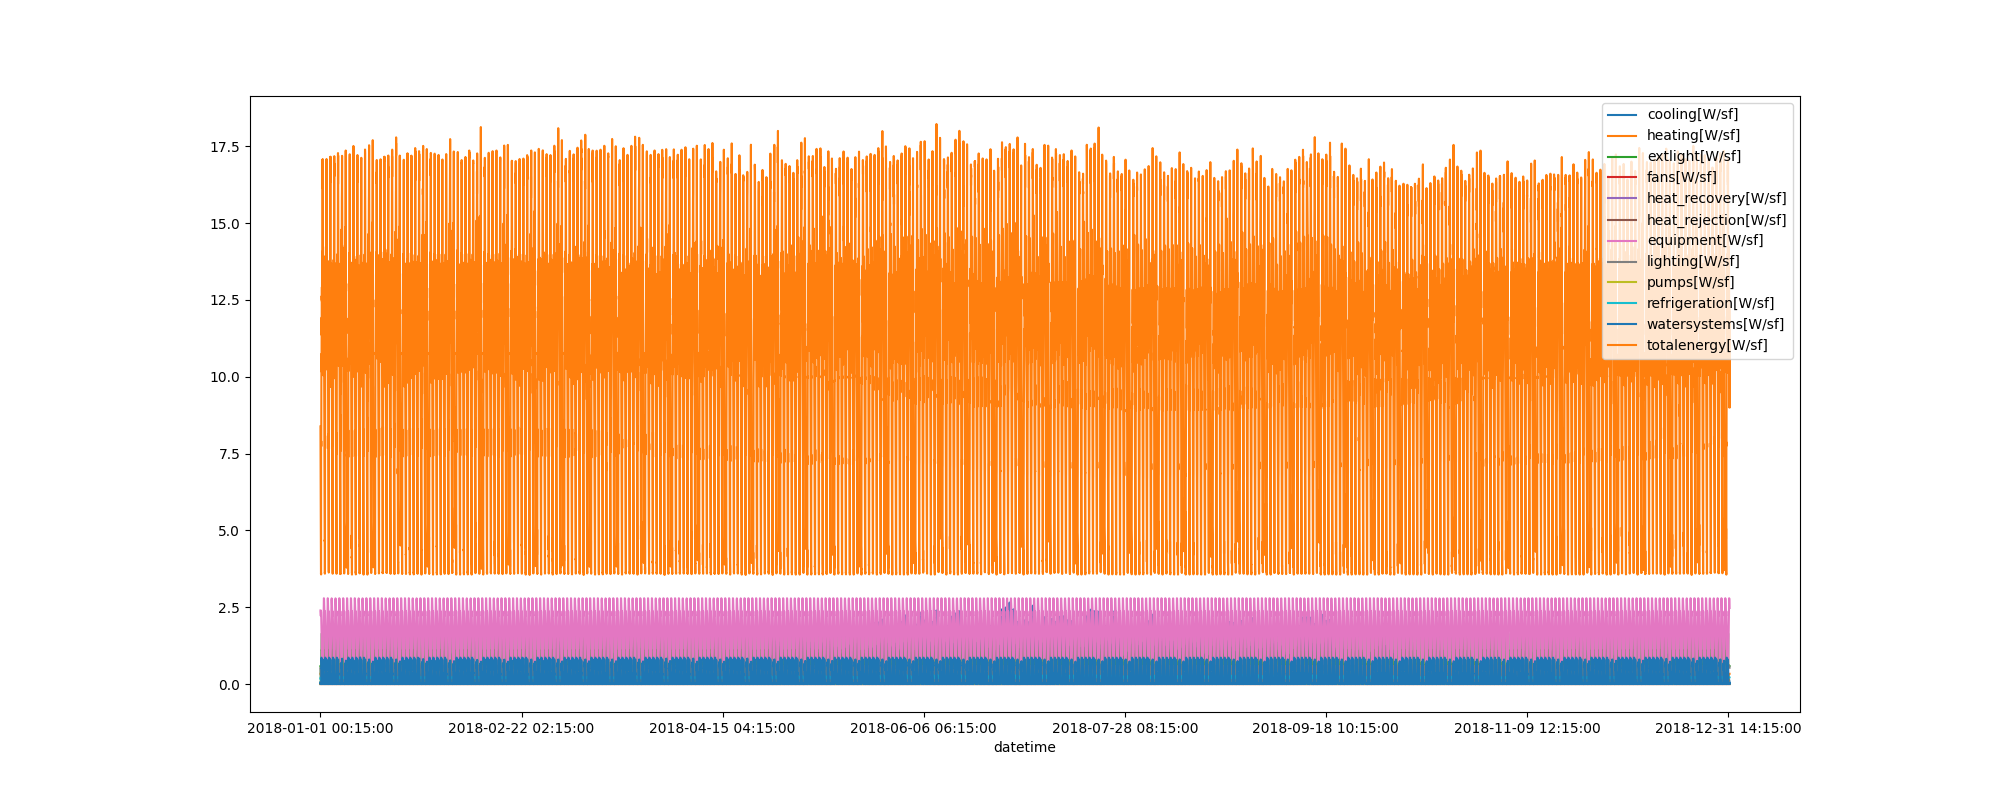 17.5
15.0
12.5
10.0
7.5
5.0
2.5
0.0
cooling[W/sf]
heating[W/sf]
extlight[W/sf]
fans[W/sf]
heat_recovery[W/sf]
heat_rejection[W/sf]
equipment[W/sf]
lighting[W/sf]
pumps[W/sf]
refrigeration[W/sf]
watersystems[W/sf]
totalenergy[W/sf]
2018-01-01 00:15:00 2018-02-22 02:15:00 2018-04-15 04:15:00 2018-06-06 06:15:00 2018-07-28 08:15:00 2018-09-18 10:15:00 2018-11-09 12:15:00 2018-12-31 14:15:00
datetime